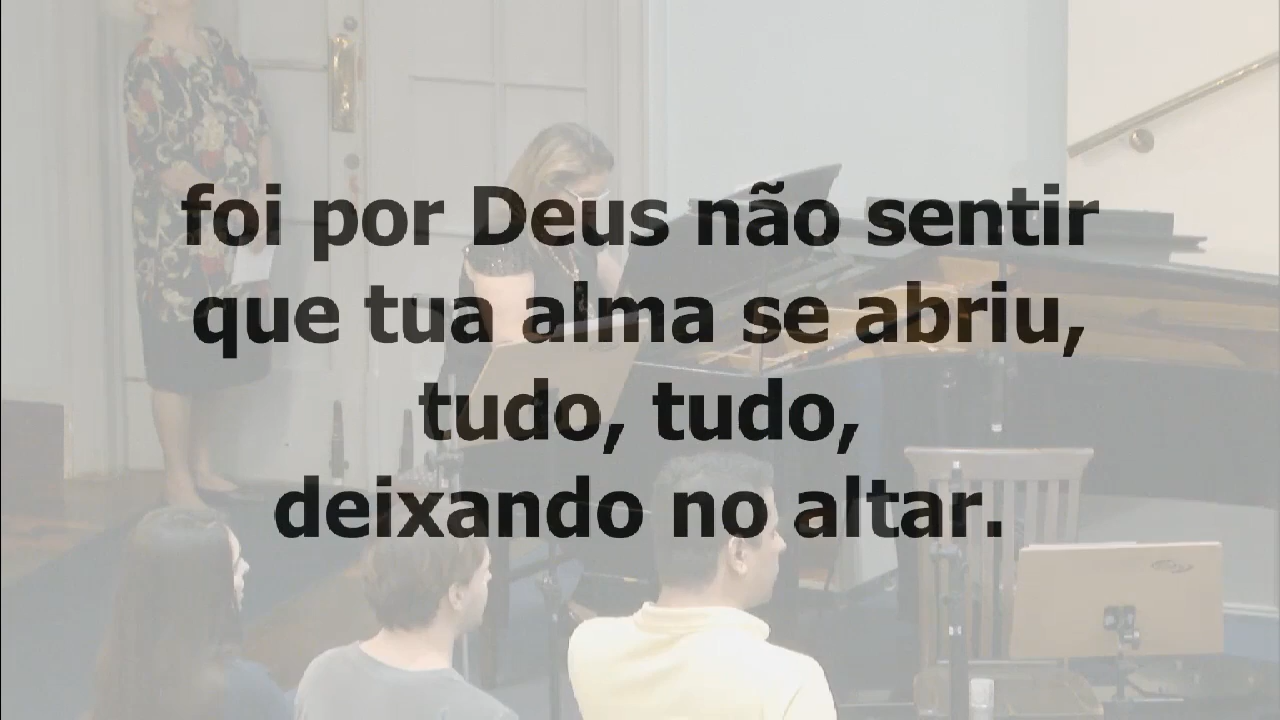 foi por Deus não sentir
que tua alma se abriu,
tudo, tudo,
deixando no altar.